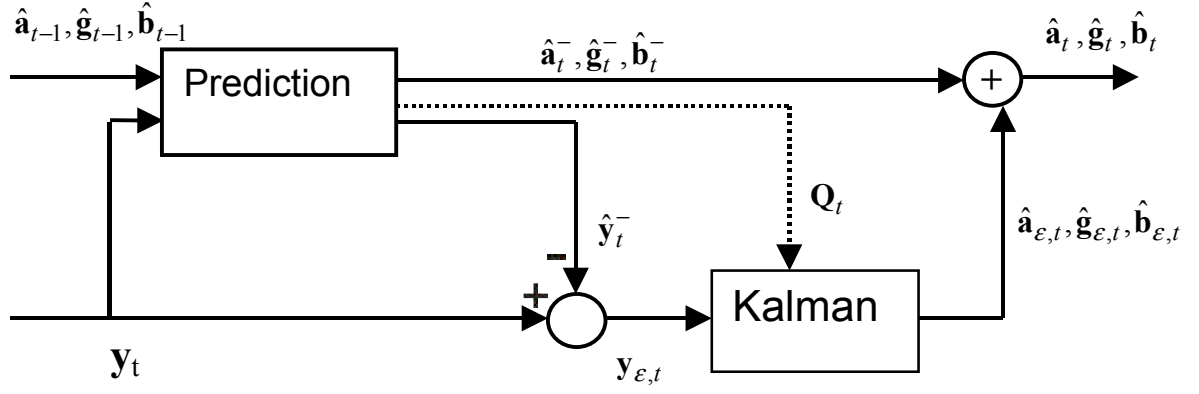 â_{t−1}, ĝ_{t−1}, b̂_{t−1}
Prediction
â_t^−, ĝ_t^−, b̂_t^−
+
â_t, ĝ_t, b̂_t
Q_t
ŷ_t^−
â_{ε,t}, ĝ_{ε,t}, b̂_{ε,t}
−
+
Kalman
y_t
y_{ε,t}